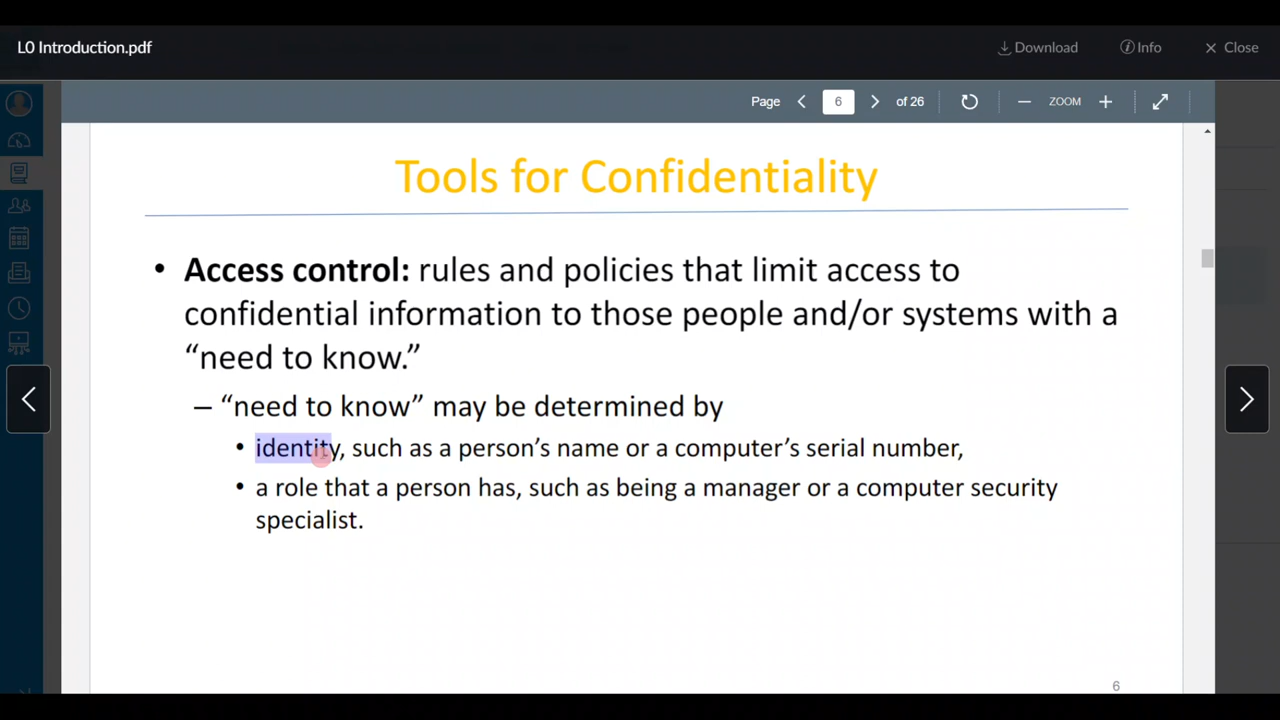 L0 Introduction.pdf
Download
Info
Close
Page
6
of 26
ZOOM
Tools for Confidentiality
• Access control: rules and policies that limit access to
confidential information to those people and/or systems with a
“need to know.”
– “need to know” may be determined by
• identity, such as a person’s name or a computer’s serial number,
• a role that a person has, such as being a manager or a computer security
specialist.
6